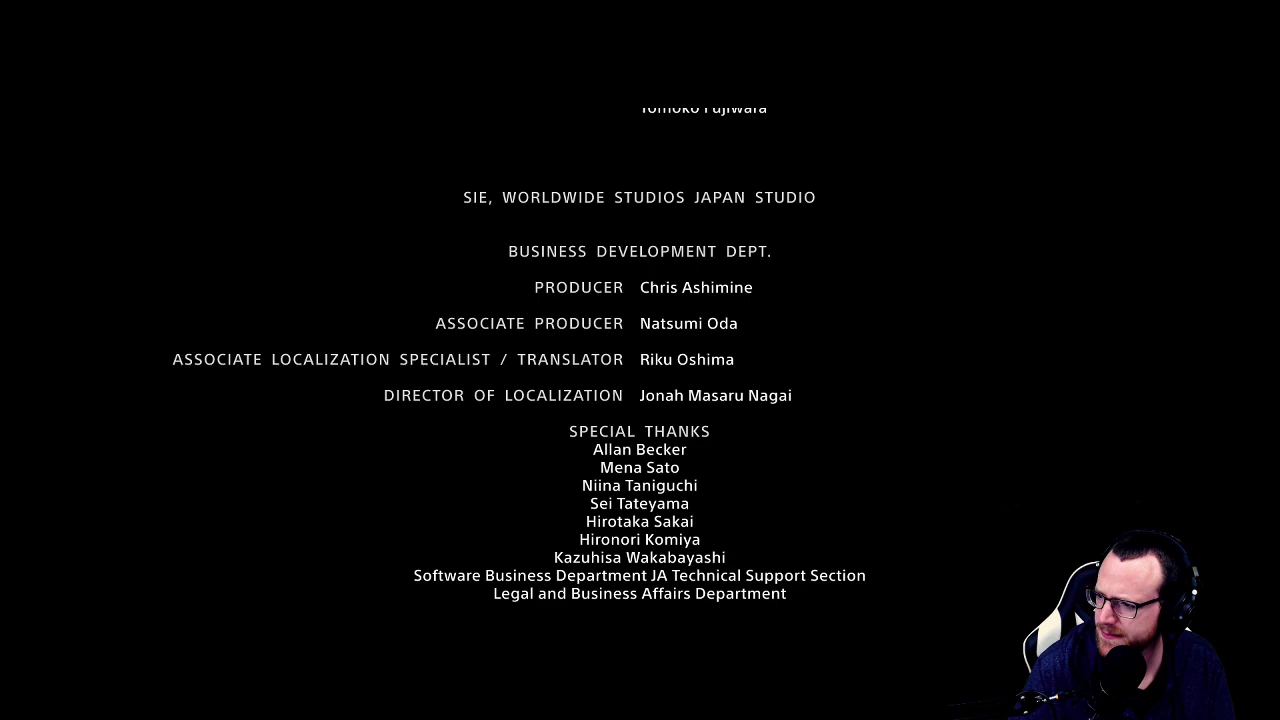 Tomoko Fujiwara
SIE, WORLDWIDE STUDIOS JAPAN STUDIO
BUSINESS DEVELOPMENT DEPT.
PRODUCER Chris Ashimine
ASSOCIATE PRODUCER Natsumi Oda
ASSOCIATE LOCALIZATION SPECIALIST / TRANSLATOR Riku Oshima
DIRECTOR OF LOCALIZATION Jonah Masaru Nagai
SPECIAL THANKS
Allan Becker
Mena Sato
Niina Taniguchi
Sei Tateyama
Hirotaka Sakai
Hironori Komiya
Kazuhisa Wakabayashi
Software Business Department JA Technical Support Section
Legal and Business Affairs Department